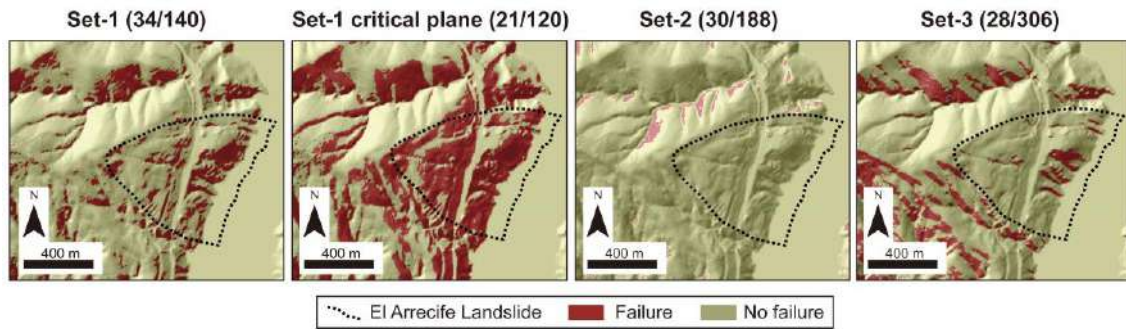 Set-1 (34/140)
Set-1 critical plane (21/120)
Set-2 (30/188)
Set-3 (28/306)
N
400 m
N
400 m
N
400 m
N
400 m
El Arrecife Landslide
Failure
No failure